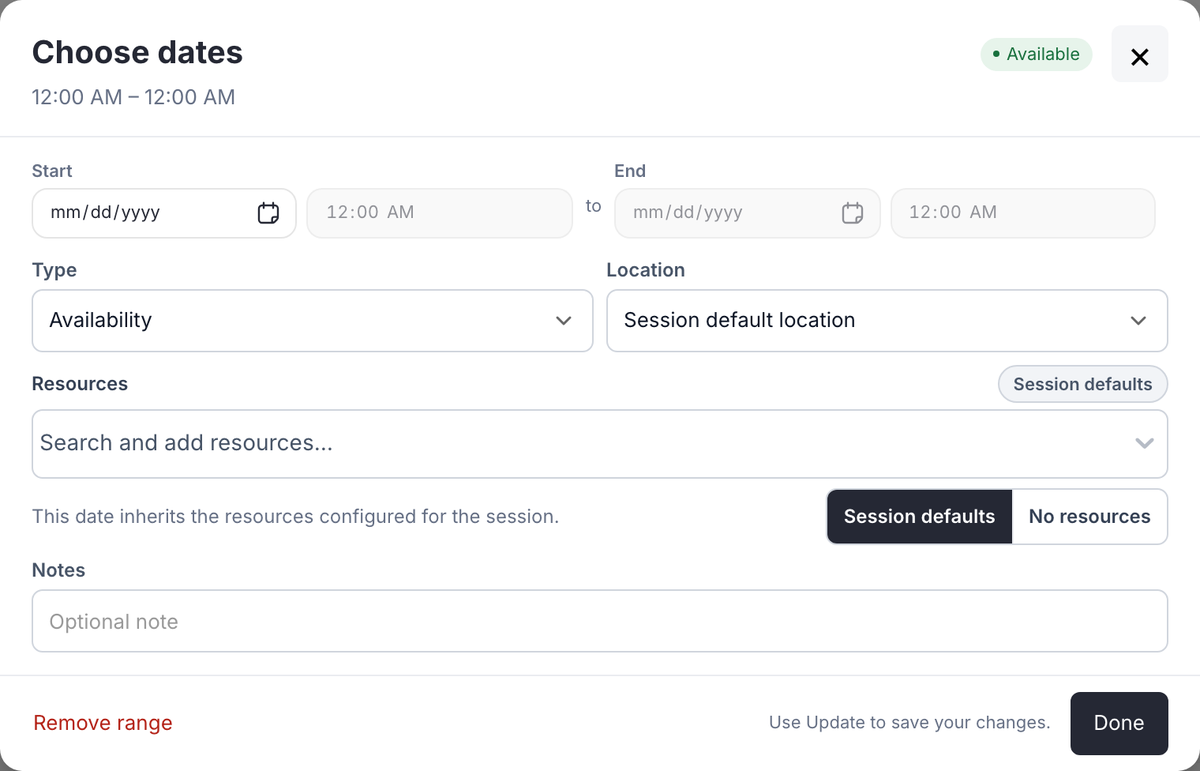 Choose dates
• Available
12:00 AM – 12:00 AM
Start
End
mm/dd/yyyy
12:00 AM
to
mm/dd/yyyy
12:00 AM
Type
Location
Availability
Session default location
Resources
Session defaults
Search and add resources...
This date inherits the resources configured for the session.
Session defaults
No resources
Notes
Optional note
Remove range
Use Update to save your changes.
Done